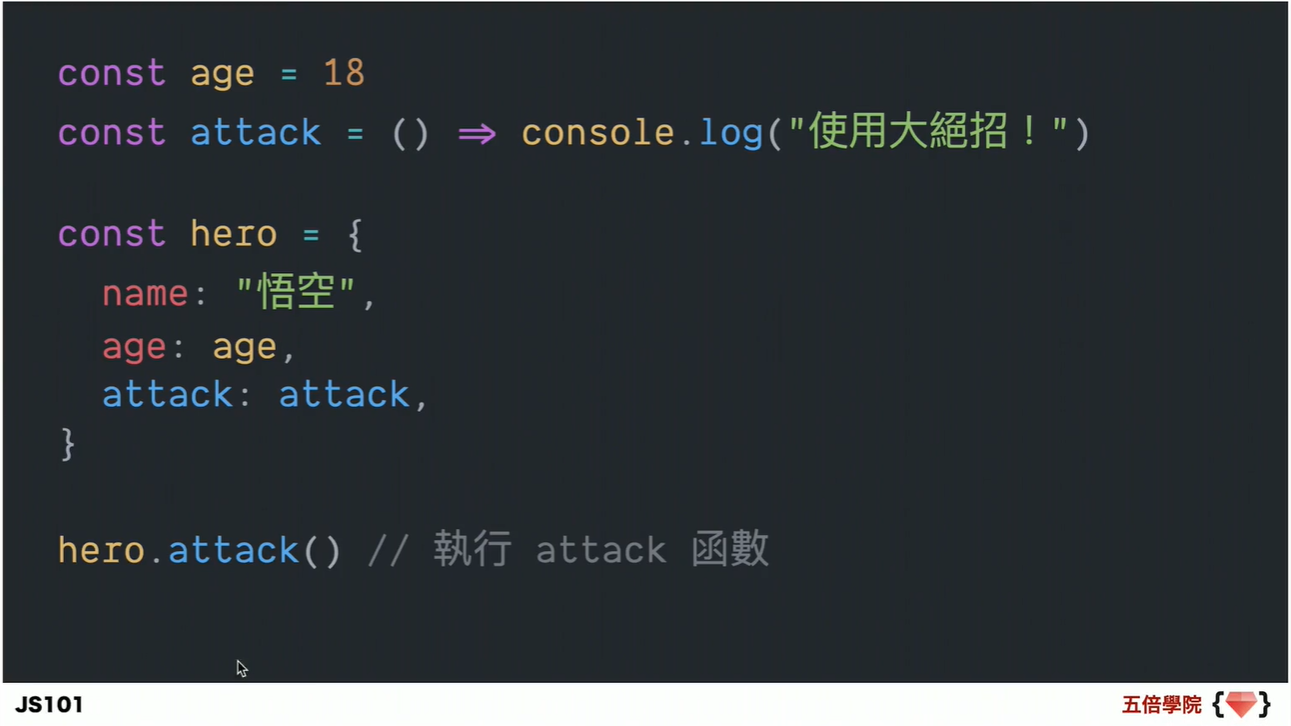 const age = 18
const attack = () => console.log("使用大絕招！")
const hero = {
name: "悟空",
age: age,
attack: attack,
}
hero.attack() // 執行 attack 函數
JS101
五倍學院 { }